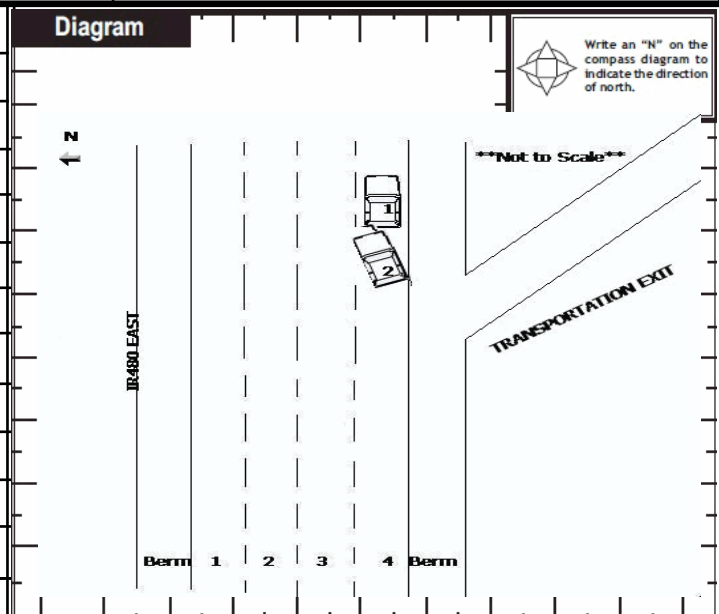 Diagram
Write an “N” on the
compass diagram to
indicate the direction
of north.
N
**Not to Scale**
1
2
TRANSPORTATION EXIT
IR480 EAST
Berm 1 2 3 4 Berm